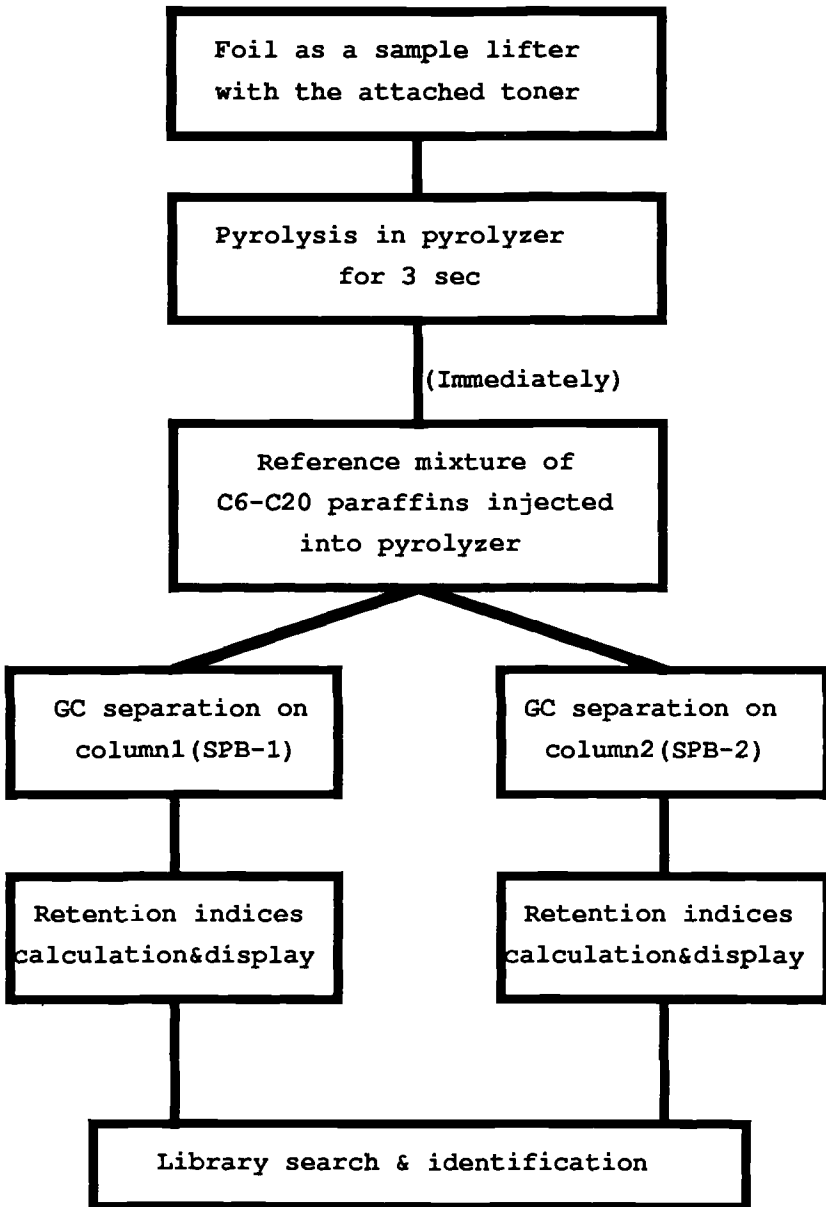 Foil as a sample lifter
with the attached toner
Pyrolysis in pyrolyzer
for 3 sec
(Immediately)
Reference mixture of
C6-C20 paraffins injected
into pyrolyzer
GC separation on
column1(SPB-1)
GC separation on
column2(SPB-2)
Retention indices
calculation&display
Retention indices
calculation&display
Library search & identification